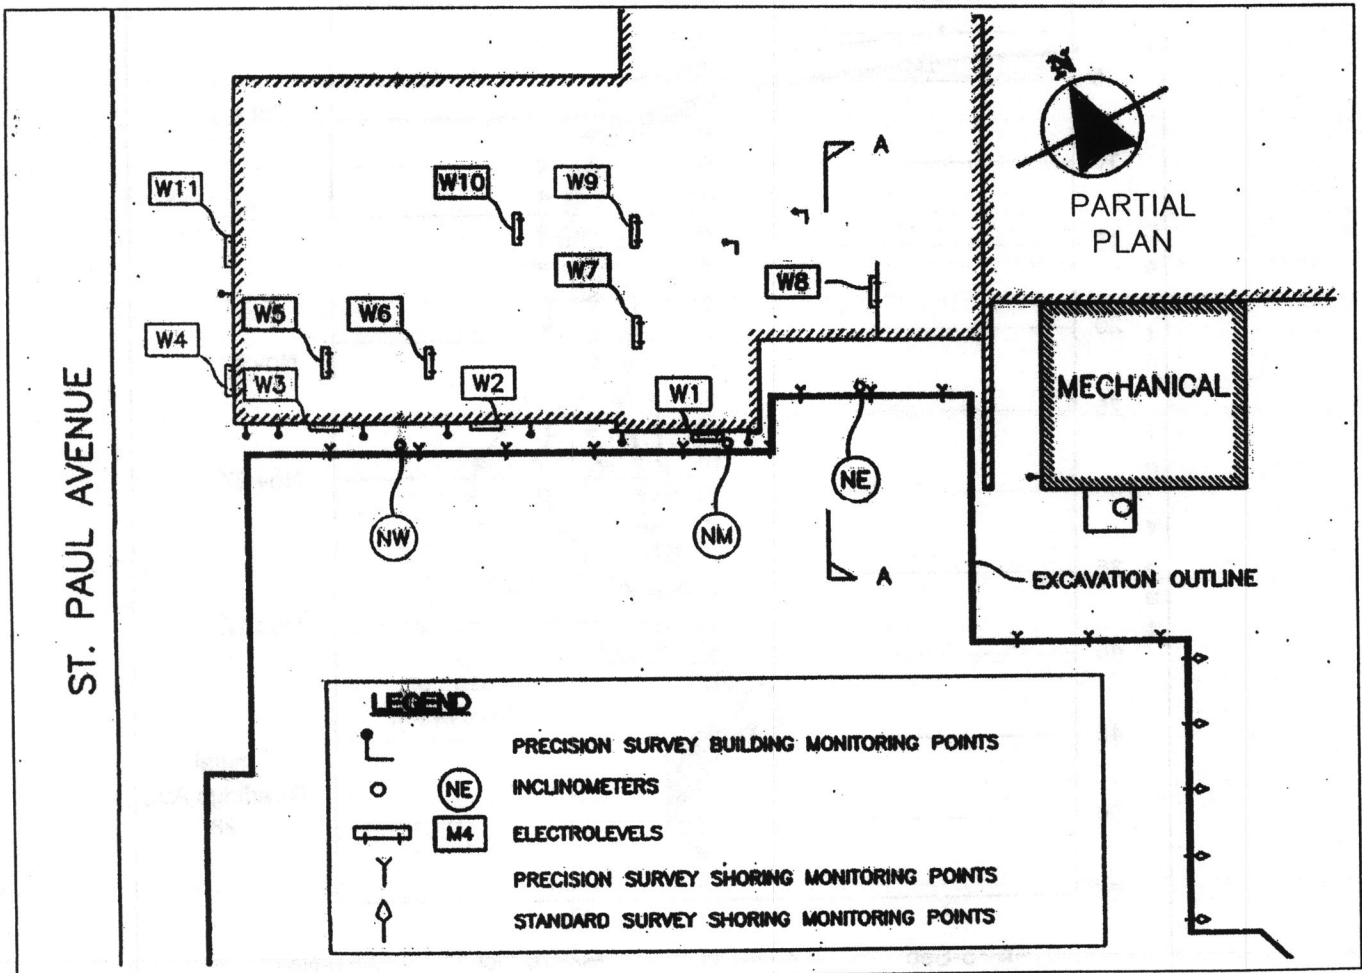 N
A
W11
W10
W9
PARTIAL
PLAN
W7
W8
W5
W6
W4
W3
W2
W1
MECHANICAL
ST. PAUL AVENUE
NE
NW
NM
A
EXCAVATION OUTLINE
LEGEND
PRECISION SURVEY BUILDING MONITORING POINTS
NE INCLINOMETERS
M4 ELECTROLEVELS
PRECISION SURVEY SHORING MONITORING POINTS
STANDARD SURVEY SHORING MONITORING POINTS